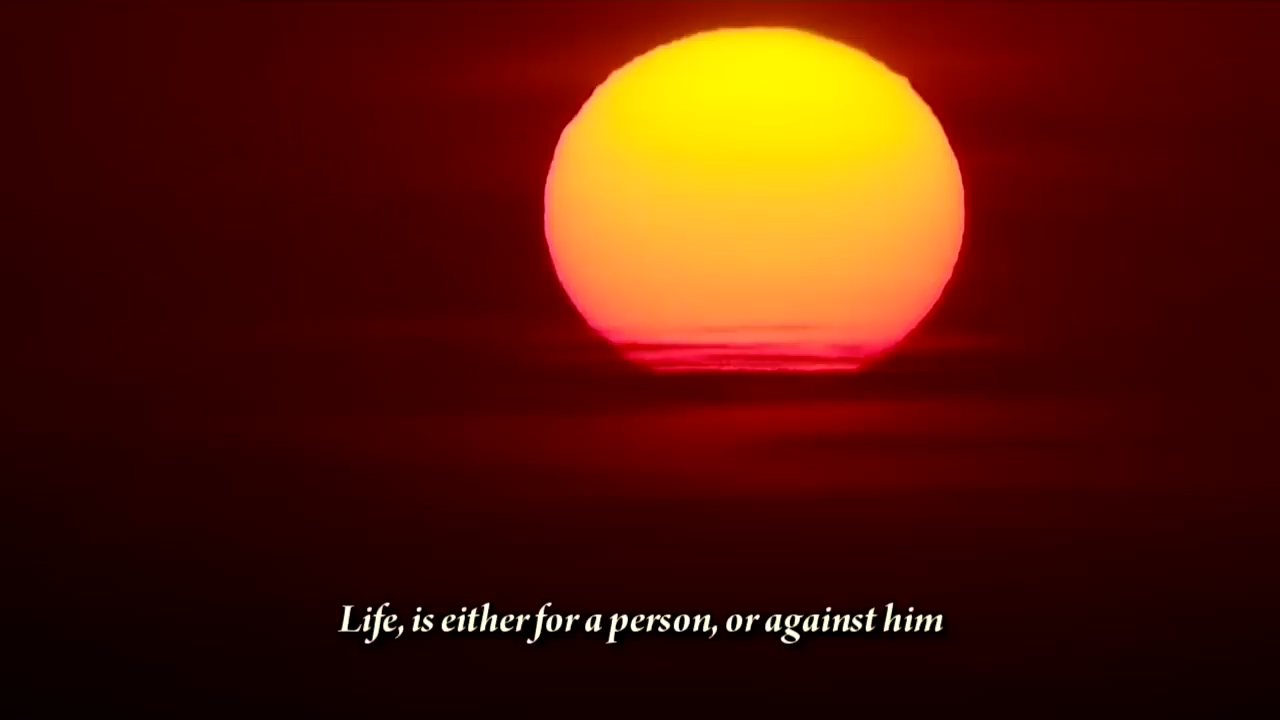 Life, is either for a person, or against him